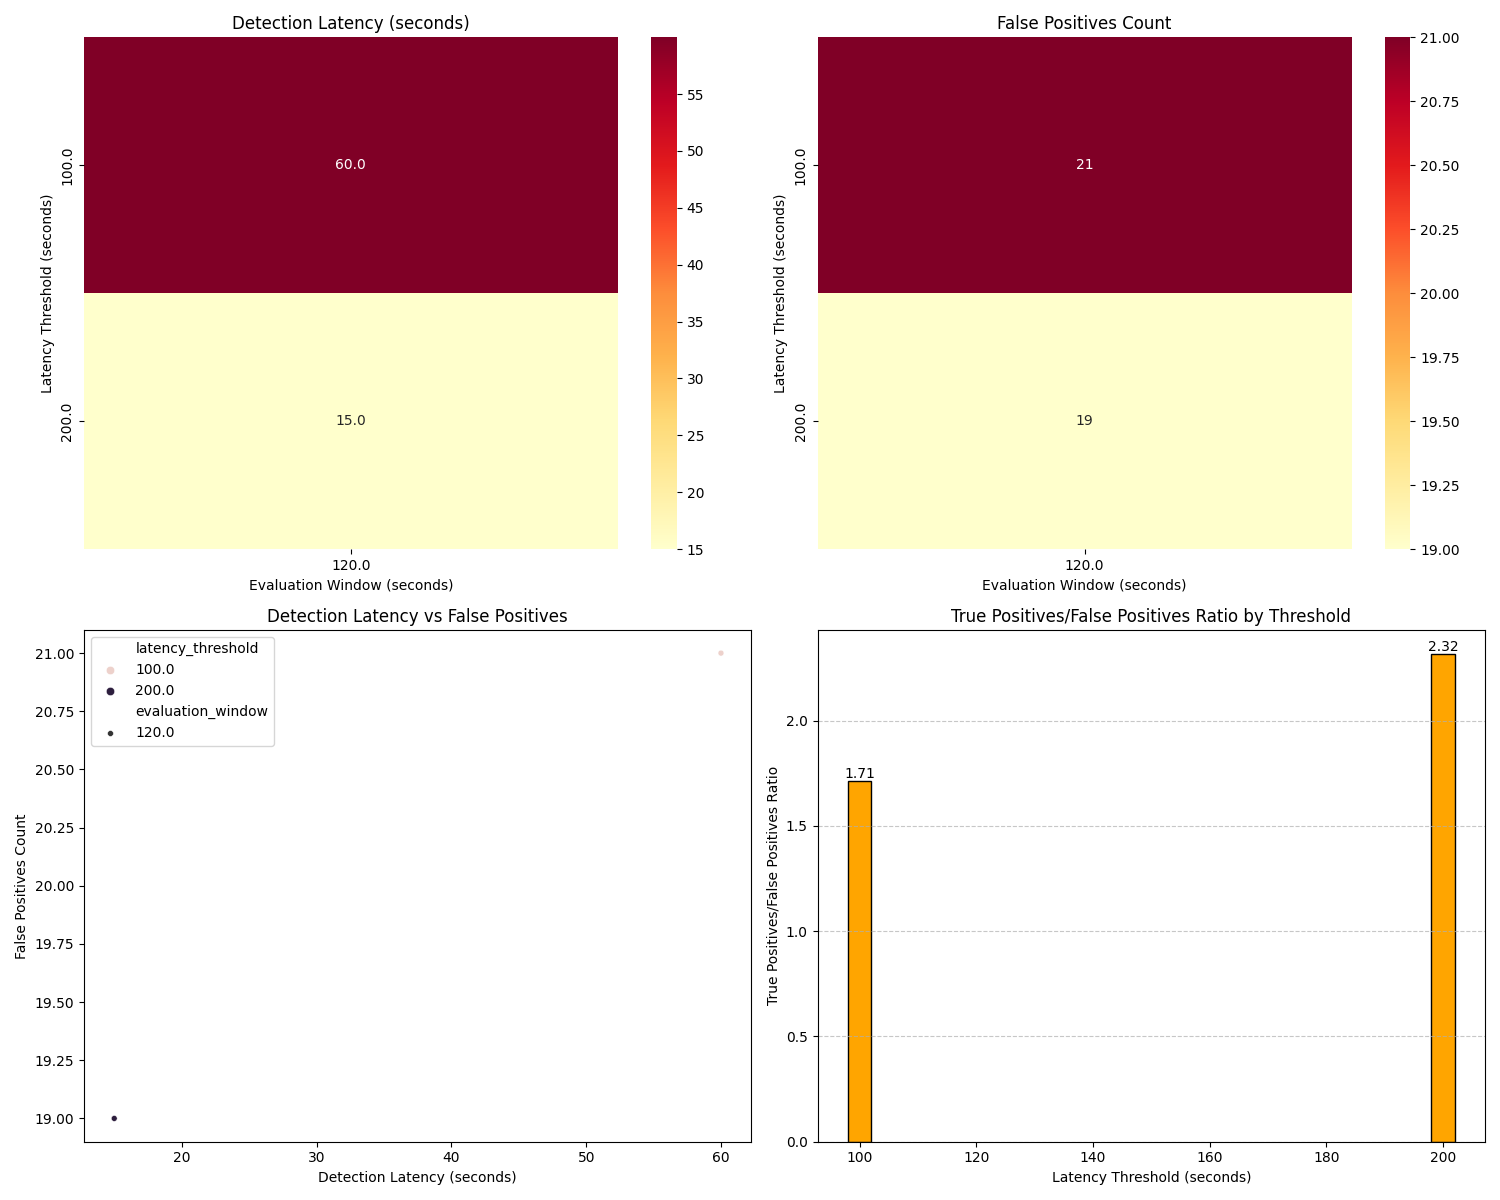 Detection Latency (seconds)
Latency Threshold (seconds)
100.0
200.0
60.0
15.0
120.0
Evaluation Window (seconds)
55
50
45
40
35
30
25
20
15
False Positives Count
Latency Threshold (seconds)
100.0
200.0
21
19
120.0
Evaluation Window (seconds)
21.00
20.75
20.50
20.25
20.00
19.75
19.50
19.25
19.00
Detection Latency vs False Positives
False Positives Count
21.00
20.75
20.50
20.25
20.00
19.75
19.50
19.25
19.00
latency_threshold
100.0
200.0
evaluation_window
120.0
20 30 40 50 60
Detection Latency (seconds)
True Positives/False Positives Ratio by Threshold
True Positives/False Positives Ratio
2.0
1.5
1.0
0.5
0.0
1.71
2.32
100 120 140 160 180 200
Latency Threshold (seconds)